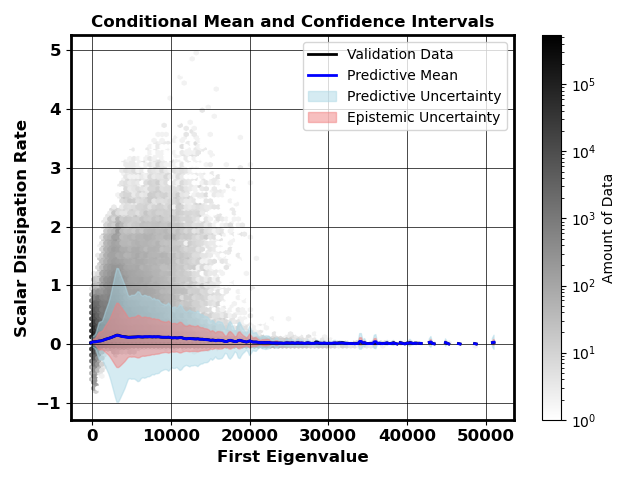 Conditional Mean and Confidence Intervals
Validation Data
Predictive Mean
Predictive Uncertainty
Epistemic Uncertainty
5
4
3
2
1
0
−1
Scalar Dissipation Rate
0 10000 20000 30000 40000 50000
First Eigenvalue
10^5
10^4
10^3
10^2
10^1
10^0
Amount of Data